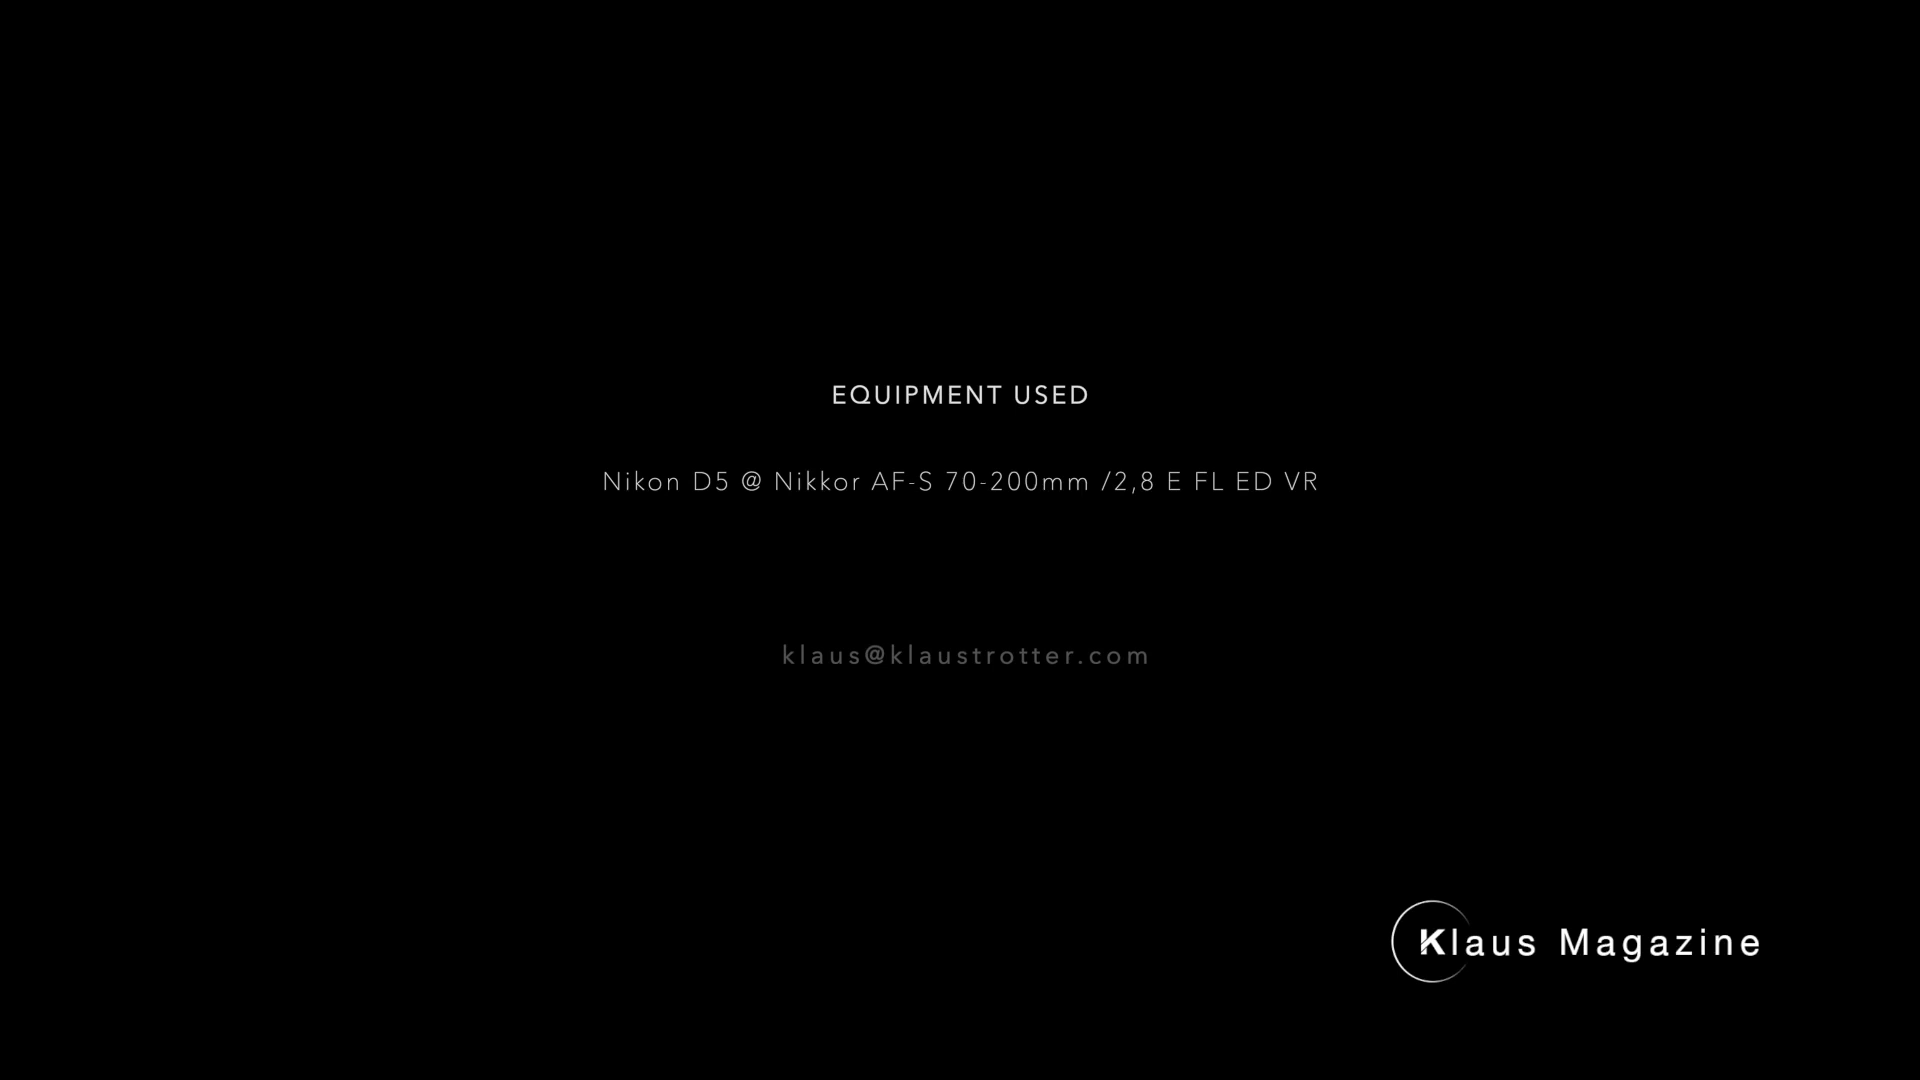 EQUIPMENT USED
Nikon D5 @ Nikkor AF-S 70-200mm /2,8 E FL ED VR
klaus@klaustrotter.com
Klaus Magazine